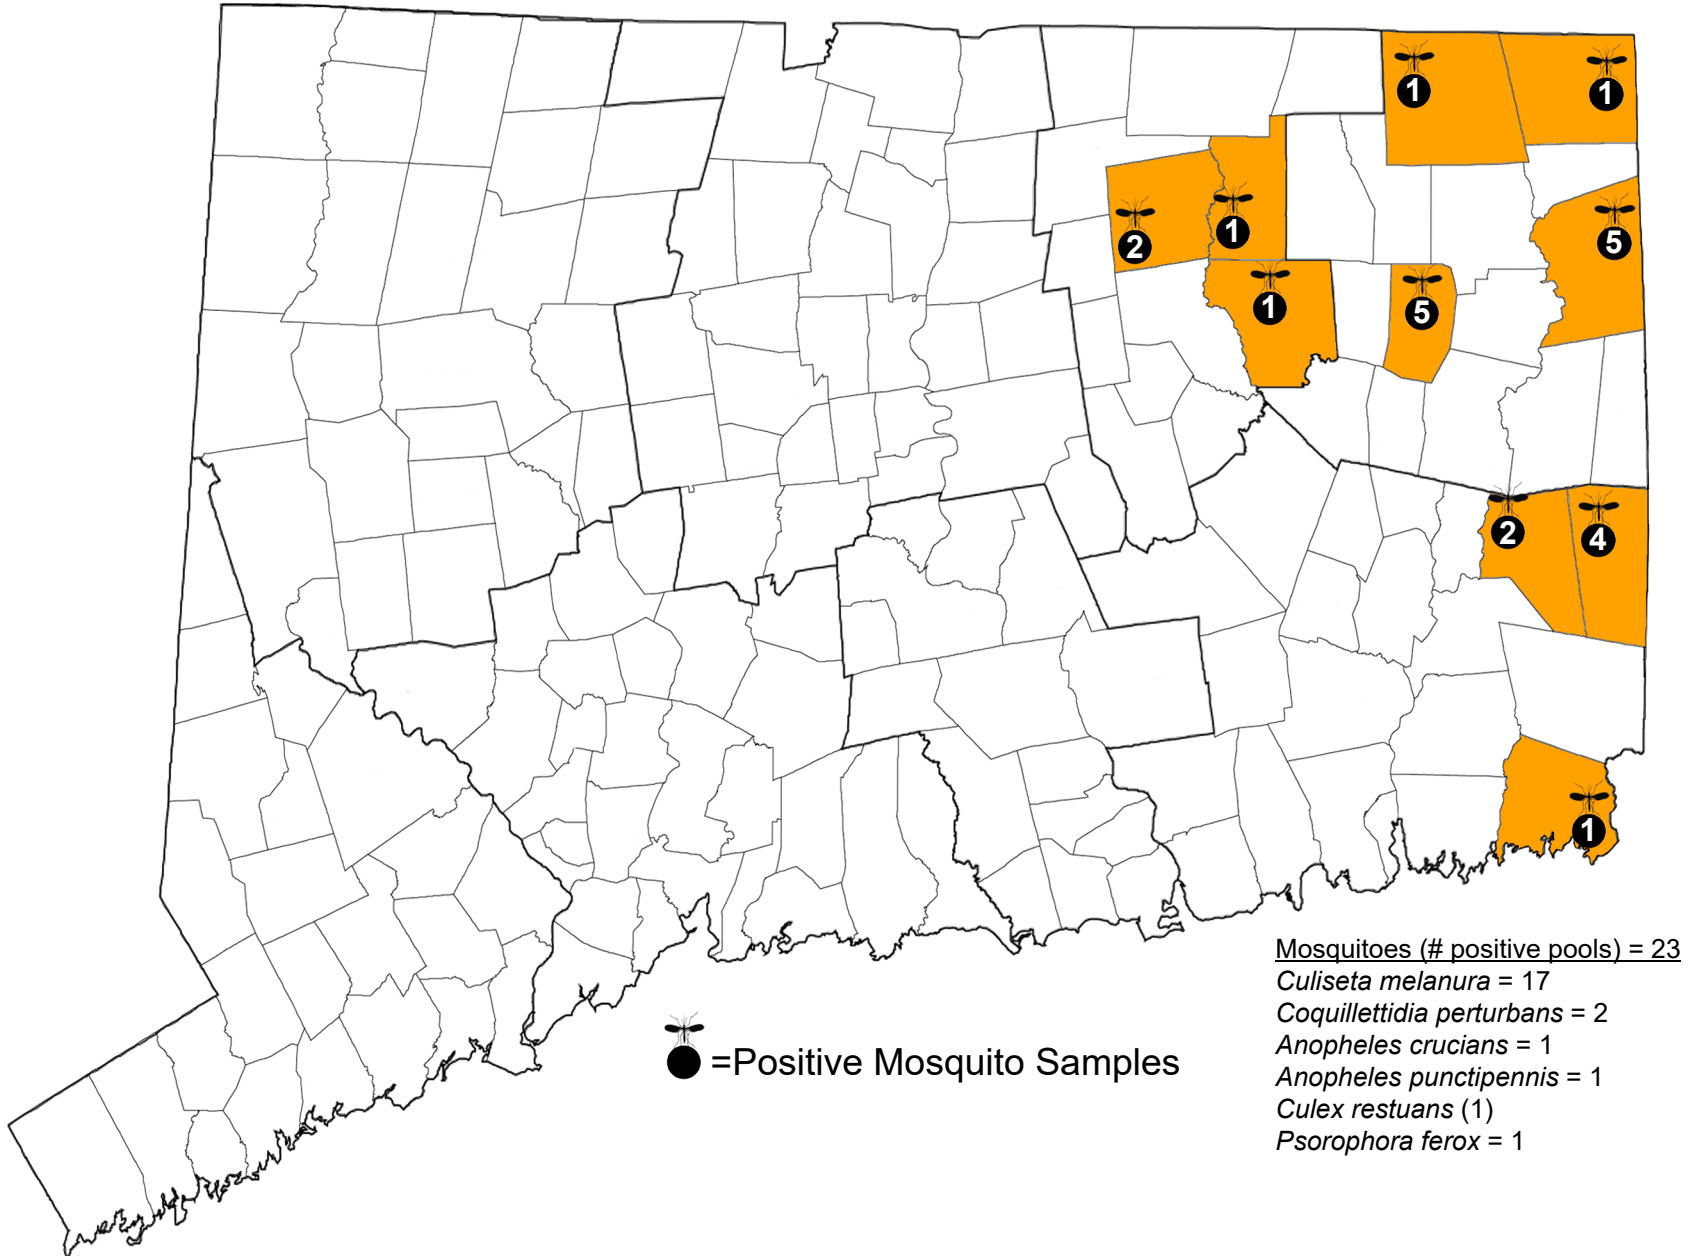 1
1
2
1
5
1
5
2
4
1
Mosquitoes (# positive pools) = 23
Culiseta melanura = 17
Coquillettidia perturbans = 2
Anopheles crucians = 1
Anopheles punctipennis = 1
Culex restuans (1)
Psorophora ferox = 1
=Positive Mosquito Samples